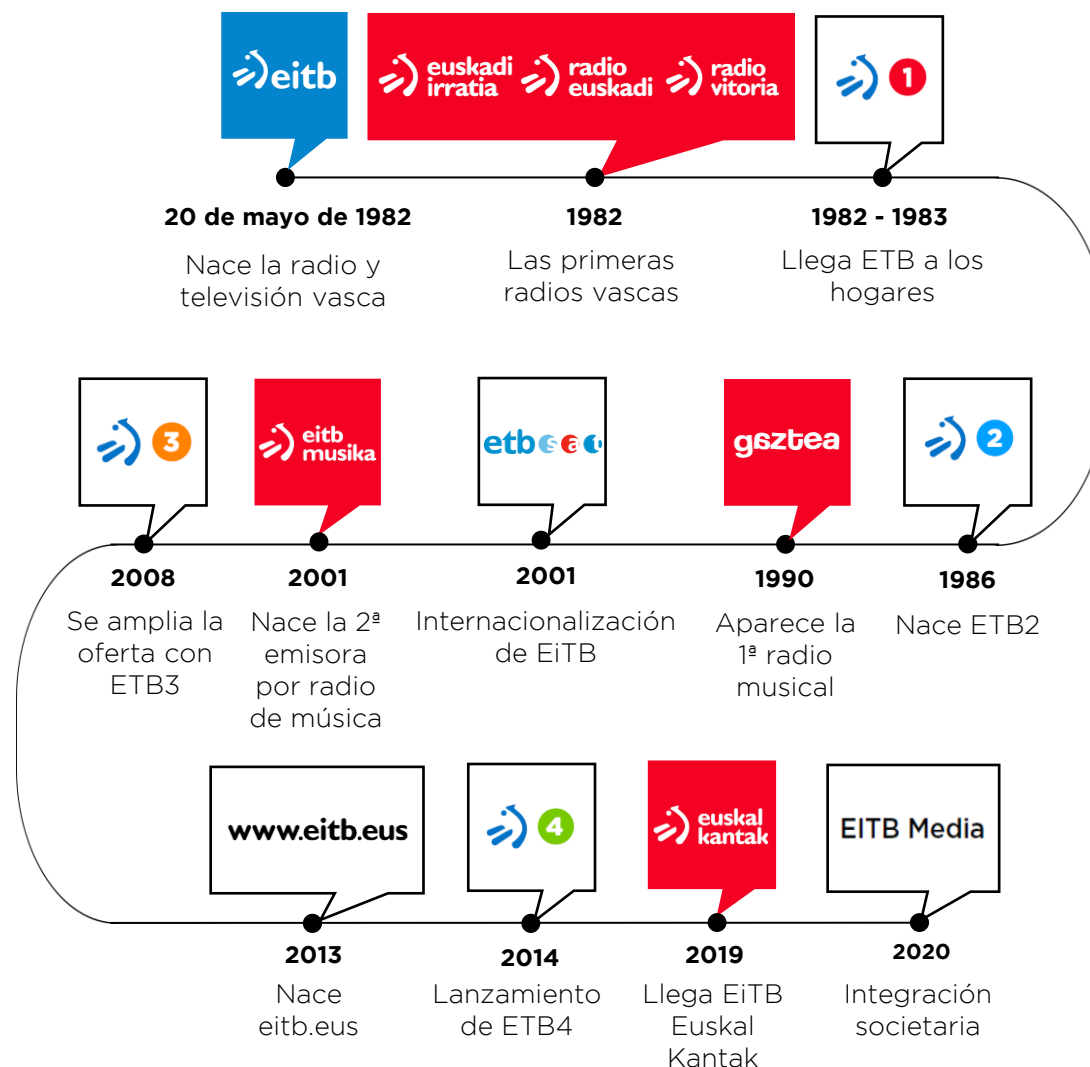 eitb
euskadi
irratia
radio
euskadi
radio
vitoria
1
20 de mayo de 1982
Nace la radio y
televisión vasca
1982
Las primeras
radios vascas
1982 - 1983
Llega ETB a los
hogares
3
eitb
musika
etb sat
gaztea
2
2008
Se amplia la
oferta con
ETB3
2001
Nace la 2ª
emisora
por radio
de música
2001
Internacionalización
de EiTB
1990
Aparece la
1ª radio
musical
1986
Nace ETB2
www.eitb.eus
4
euskal
kantak
EITB Media
2013
Nace
eitb.eus
2014
Lanzamiento
de ETB4
2019
Llega EiTB
Euskal
Kantak
2020
Integración
societaria